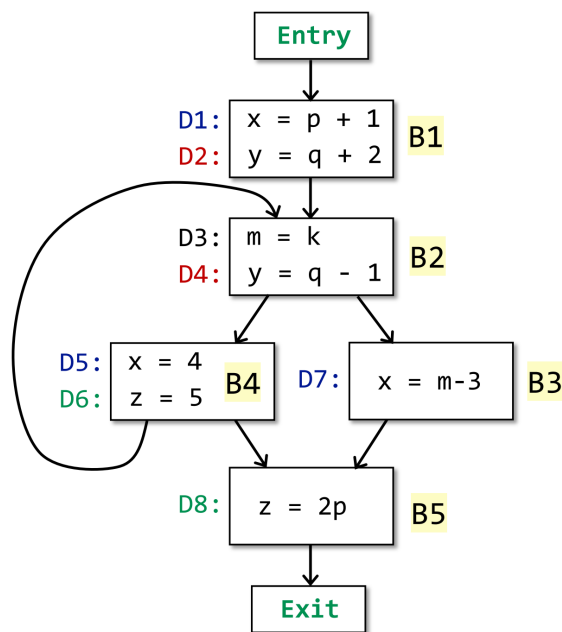 Entry
D1: x = p + 1 B1
D2: y = q + 2
D3: m = k B2
D4: y = q - 1
D5: x = 4 B4
D6: z = 5
D7: x = m-3 B3
D8: z = 2p B5
Exit